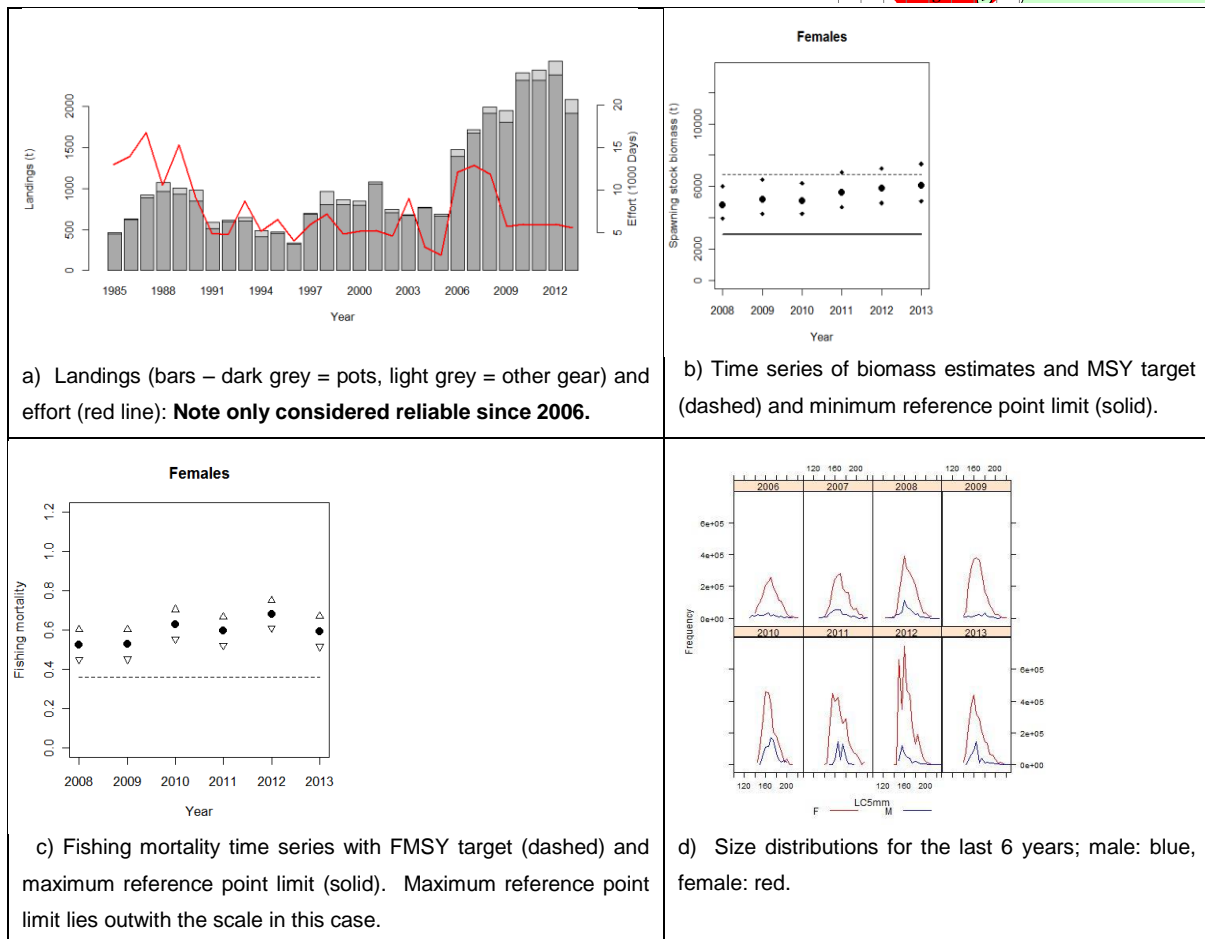 Landings (t)
0 500 1000 1500 2000
Effort (1000 Days)
5 10 15 20
1985 1988 1991 1994 1997 2000 2003 2006 2009 2012
Year
a) Landings (bars – dark grey = pots, light grey = other gear) and
effort (red line): Note only considered reliable since 2006.
Females
Spawning stock biomass (t)
0 2000 6000 10000
2008 2009 2010 2011 2012 2013
Year
b) Time series of biomass estimates and MSY target
(dashed) and minimum reference point limit (solid).
Females
Fishing mortality
0.0 0.2 0.4 0.6 0.8 1.0 1.2
2008 2009 2010 2011 2012 2013
Year
c) Fishing mortality time series with FMSY target (dashed) and
maximum reference point limit (solid). Maximum reference point
limit lies outwith the scale in this case.
120 160 200 120 160 200
2006 2007 2008 2009
6e+05
4e+05
2e+05
0e+00
Frequency
2010 2011 2012 2013
6e+05
4e+05
2e+05
0e+00
120 160 200 120 160 200
LC5mm
F M
d) Size distributions for the last 6 years; male: blue,
female: red.